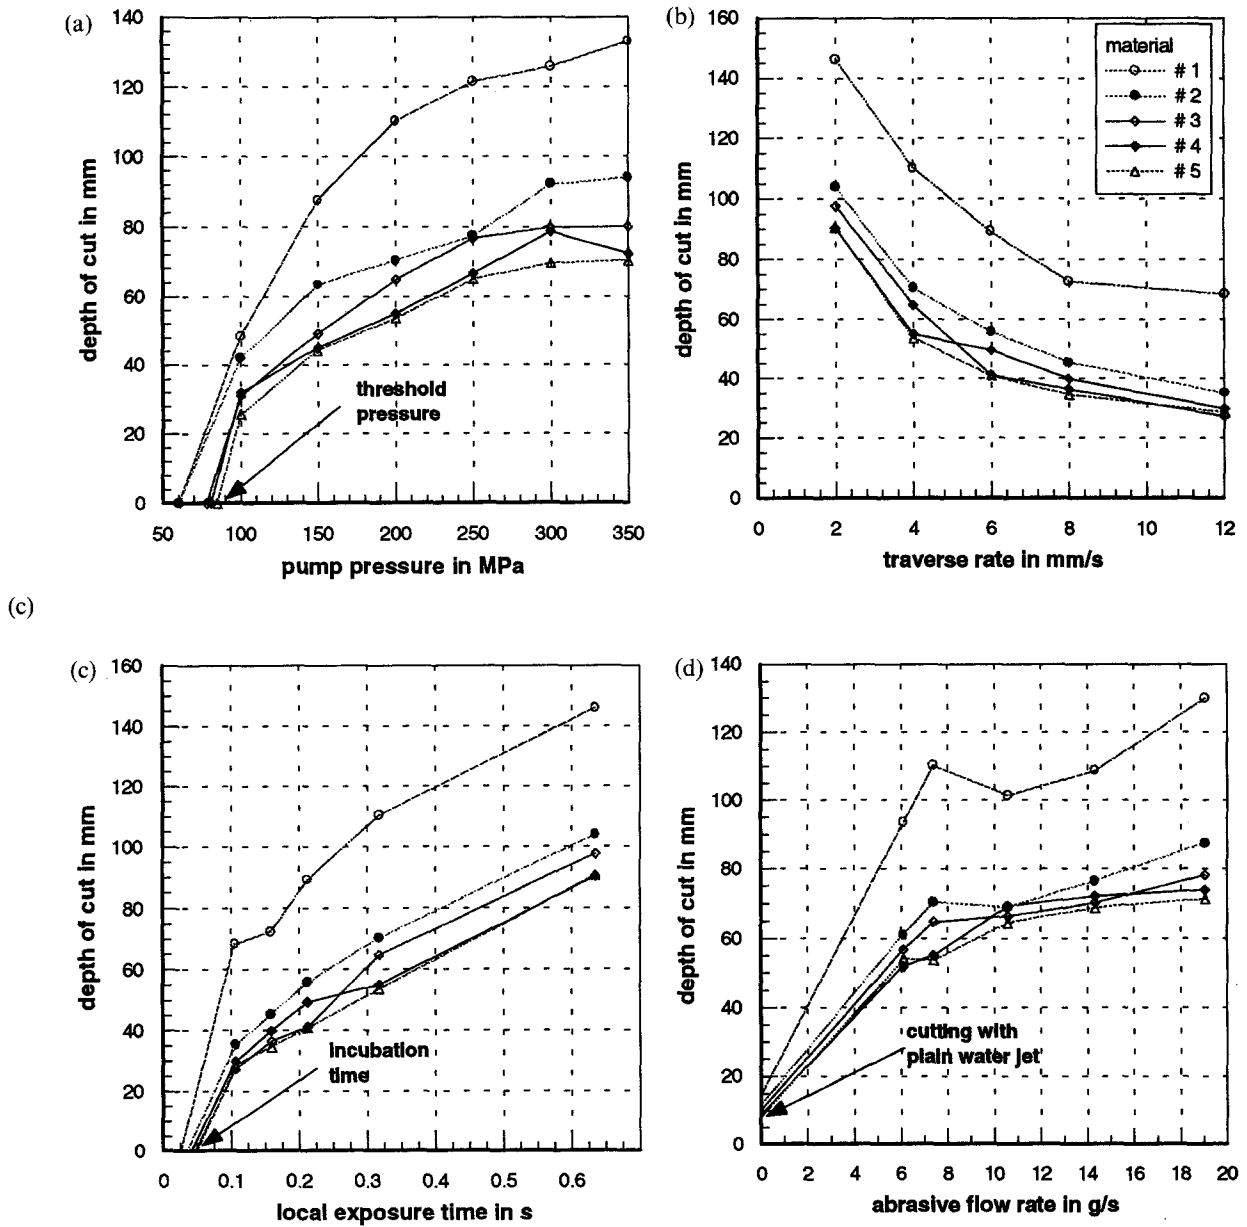 (a)
140
120
100
80
60
40
20
0
depth of cut in mm
threshold
pressure
50 100 150 200 250 300 350
pump pressure in MPa
(b)
160
140
120
100
80
60
40
20
0
depth of cut in mm
material
# 1
# 2
# 3
# 4
# 5
0 2 4 6 8 10 12
traverse rate in mm/s
(c)
(c)
160
140
120
100
80
60
40
20
0
depth of cut in mm
incubation
time
0 0.1 0.2 0.3 0.4 0.5 0.6
local exposure time in s
(d)
140
120
100
80
60
40
20
0
depth of cut in mm
cutting with
plain water jet
0 2 4 6 8 10 12 14 16 18 20
abrasive flow rate in g/s